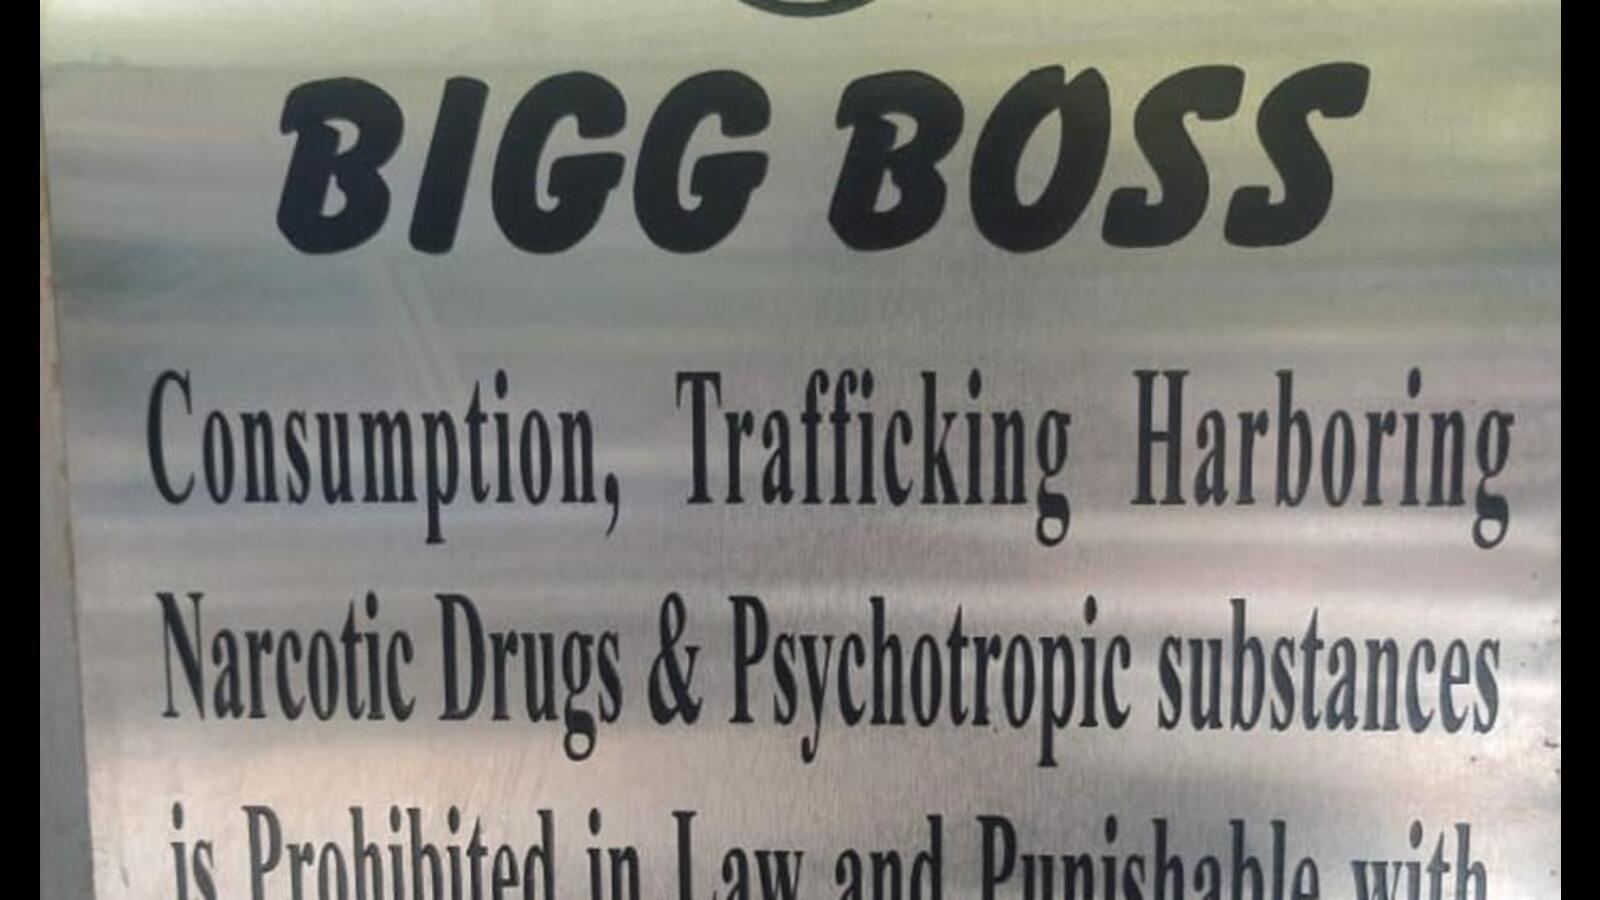 BIGG BOSS
Consumption, Trafficking Harboring
Narcotic Drugs & Psychotropic substances
is Prohibited in Law and Punishable with